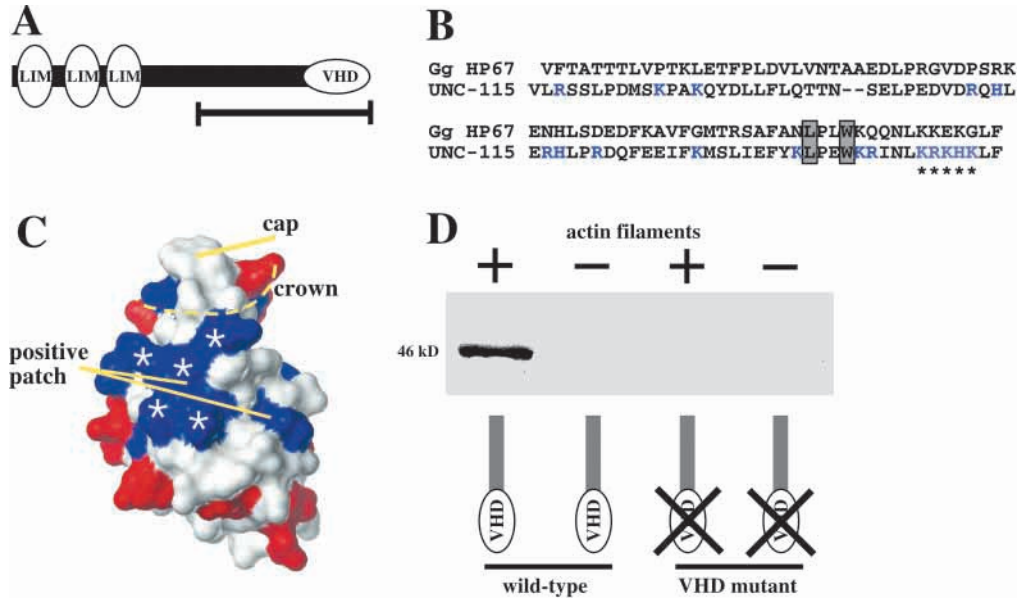 A
LIM LIM LIM VHD
B
Gg HP67 VFTATTTLVPTKLETFPLDVLVNTAAEDLPRGVDPSRK
UNC-115 VLRSSLPDMSKPAKQYDLLFLQTTN--SELPEDVDRQHL
Gg HP67 ENHLSDEDFKAVFGMTRSAFANLPLWKQQNLKKEKGLF
UNC-115 ERHLPRDQFEEIFKMSLIEFYKLPEWKRINLKRKHKLF
*****
C
cap
crown
positive
patch
* * * * *
D
actin filaments
+ – + –
46 kD
VHD VHD VHD VHD
wild-type VHD mutant